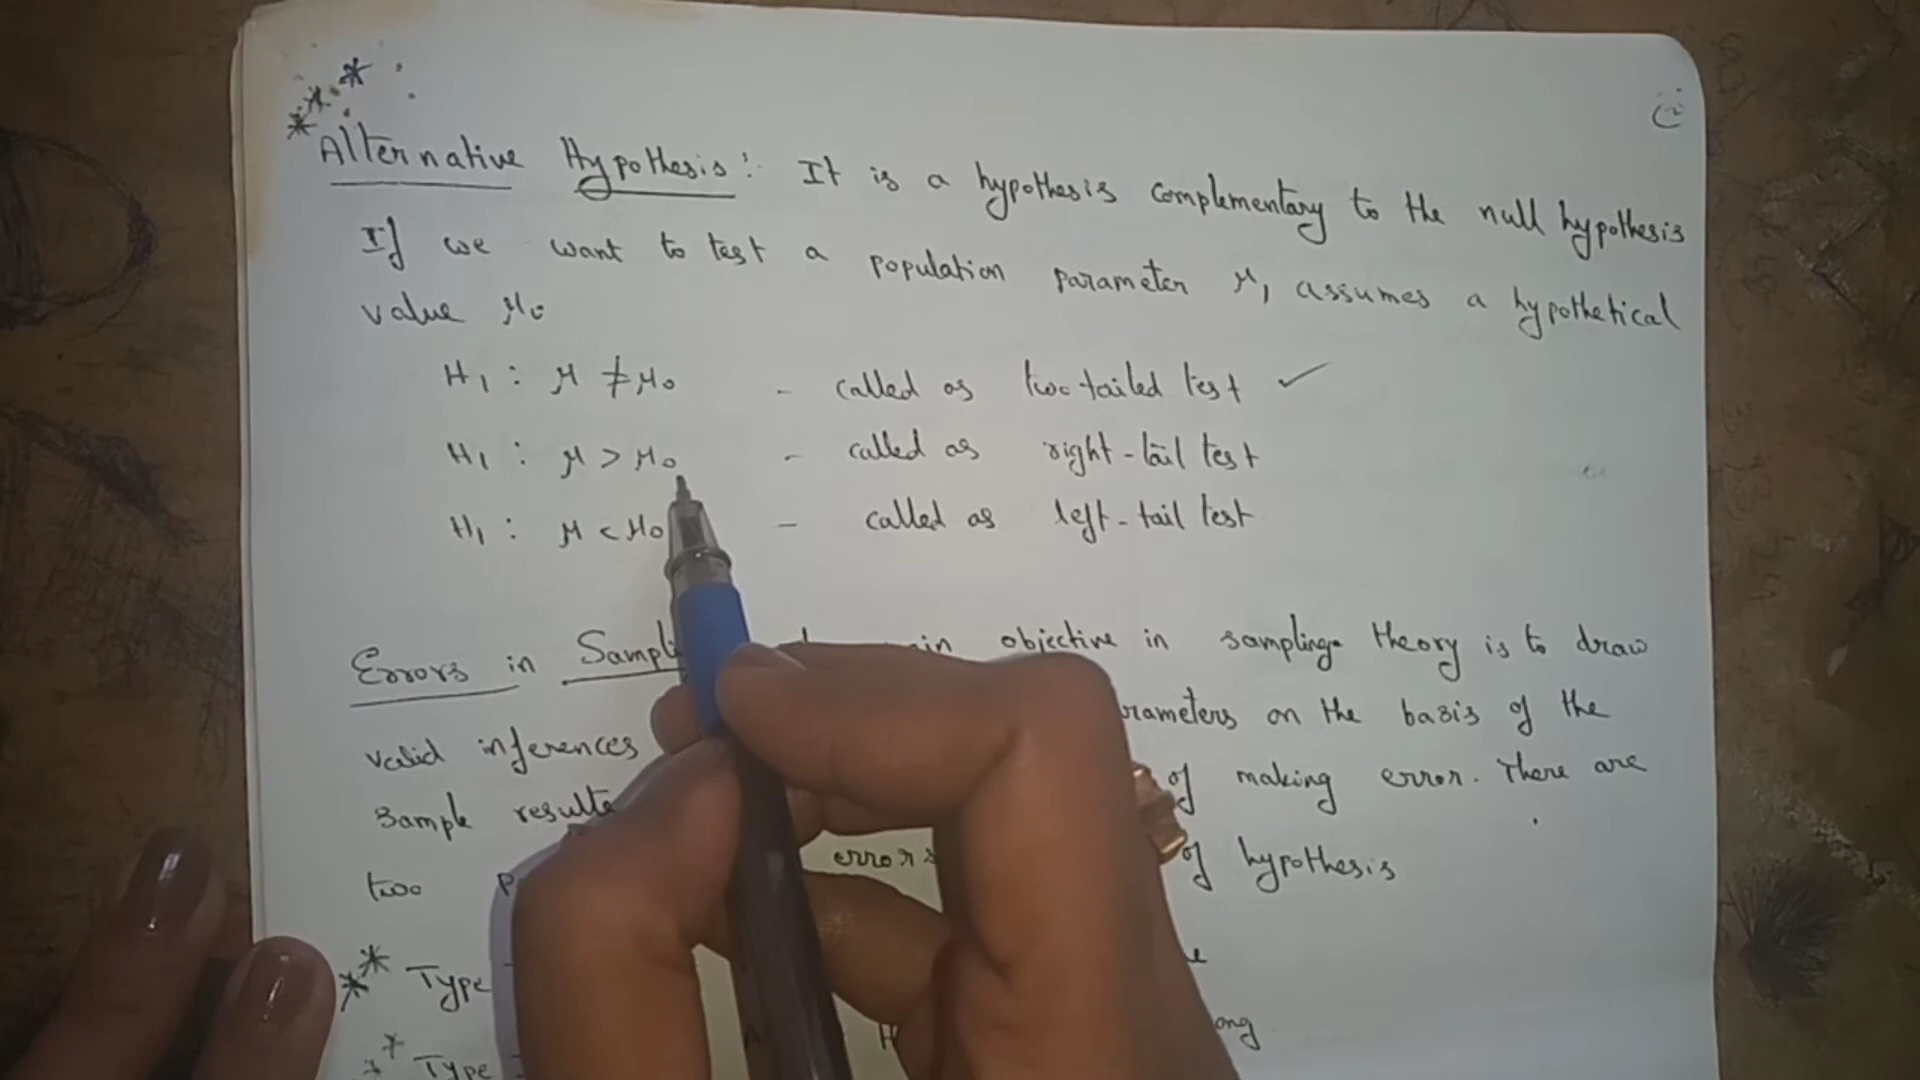 Alternative Hypothesis :- It is a hypothesis complementary to the null hypothesis
If we want to test a population parameter μ, assumes a hypothetical
value μ₀
H₁ : μ ≠ μ₀ - called as two tailed test ✓
H₁ : μ > μ₀ - called as right-tail test
H₁ : μ < μ₀ - called as left-tail test
Errors in objective in sampling theory is to draw
valid inferences on the basis of the
sample results of making error. There are
two errors of hypothesis
** Type
Type